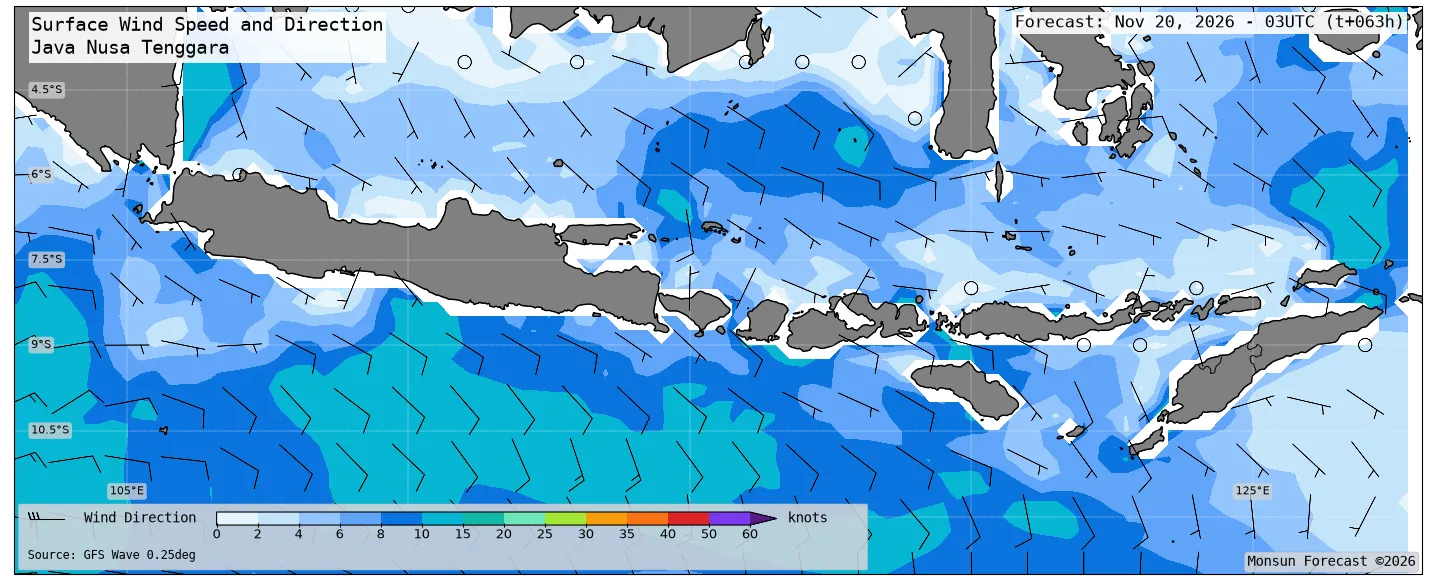 Surface Wind Speed and Direction
Java Nusa Tenggara
Forecast: Nov 20, 2026 - 03UTC (t+063h)
4.5°S
6°S
7.5°S
9°S
10.5°S
105°E
125°E
Wind Direction
0 2 4 6 8 10 15 20 25 30 35 40 50 60
knots
Source: GFS Wave 0.25deg
Monsun Forecast ©2026